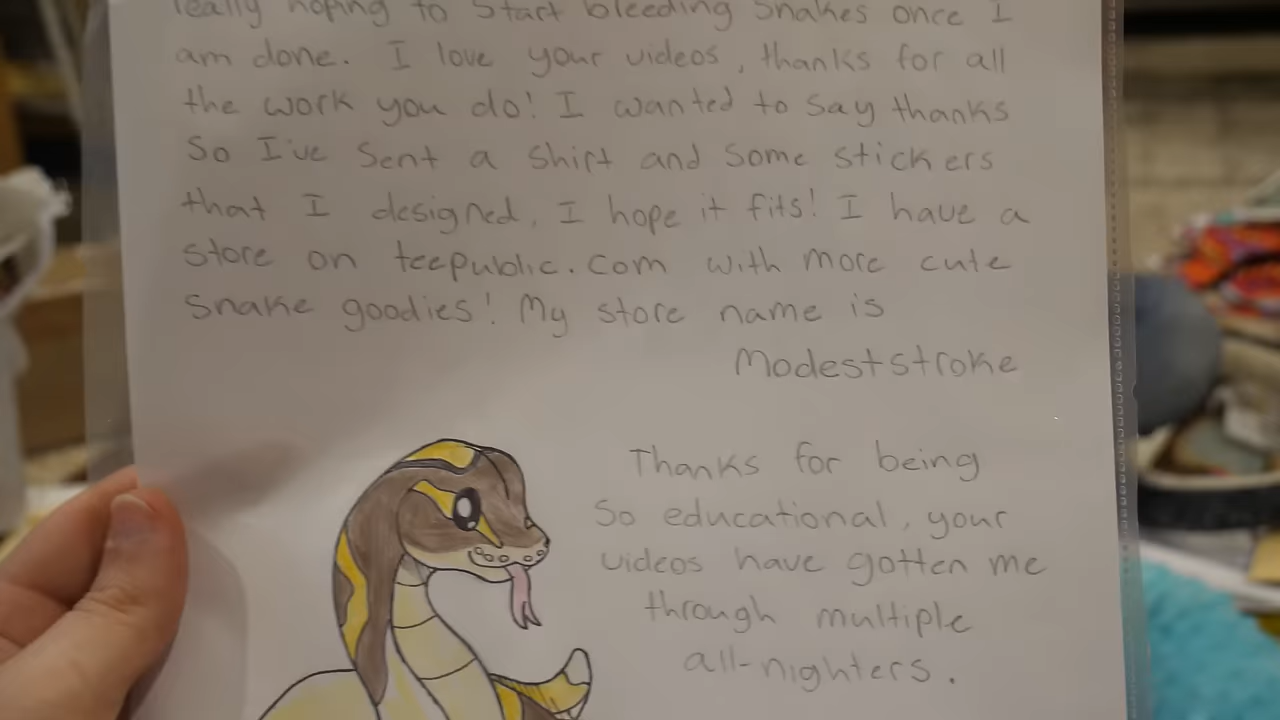 really hoping to start bleeding snakes once I
am done. I love your videos, thanks for all
the work you do! I wanted to say thanks
So I've sent a shirt and some stickers
that I designed, I hope it fits! I have a
store on teepublic.com with more cute
snake goodies! My store name is
Modeststroke
Thanks for being
so educational, your
videos have gotten me
through multiple
all-nighters.